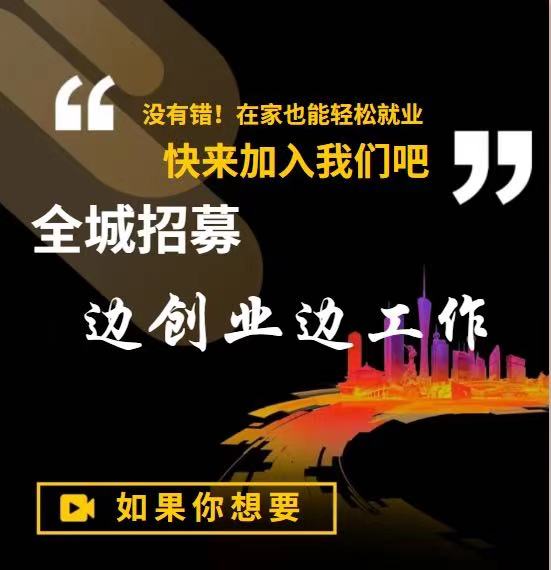 没有错！在家也能轻松就业
快来加入我们吧
全城招募
边创业边工作
如果你想要